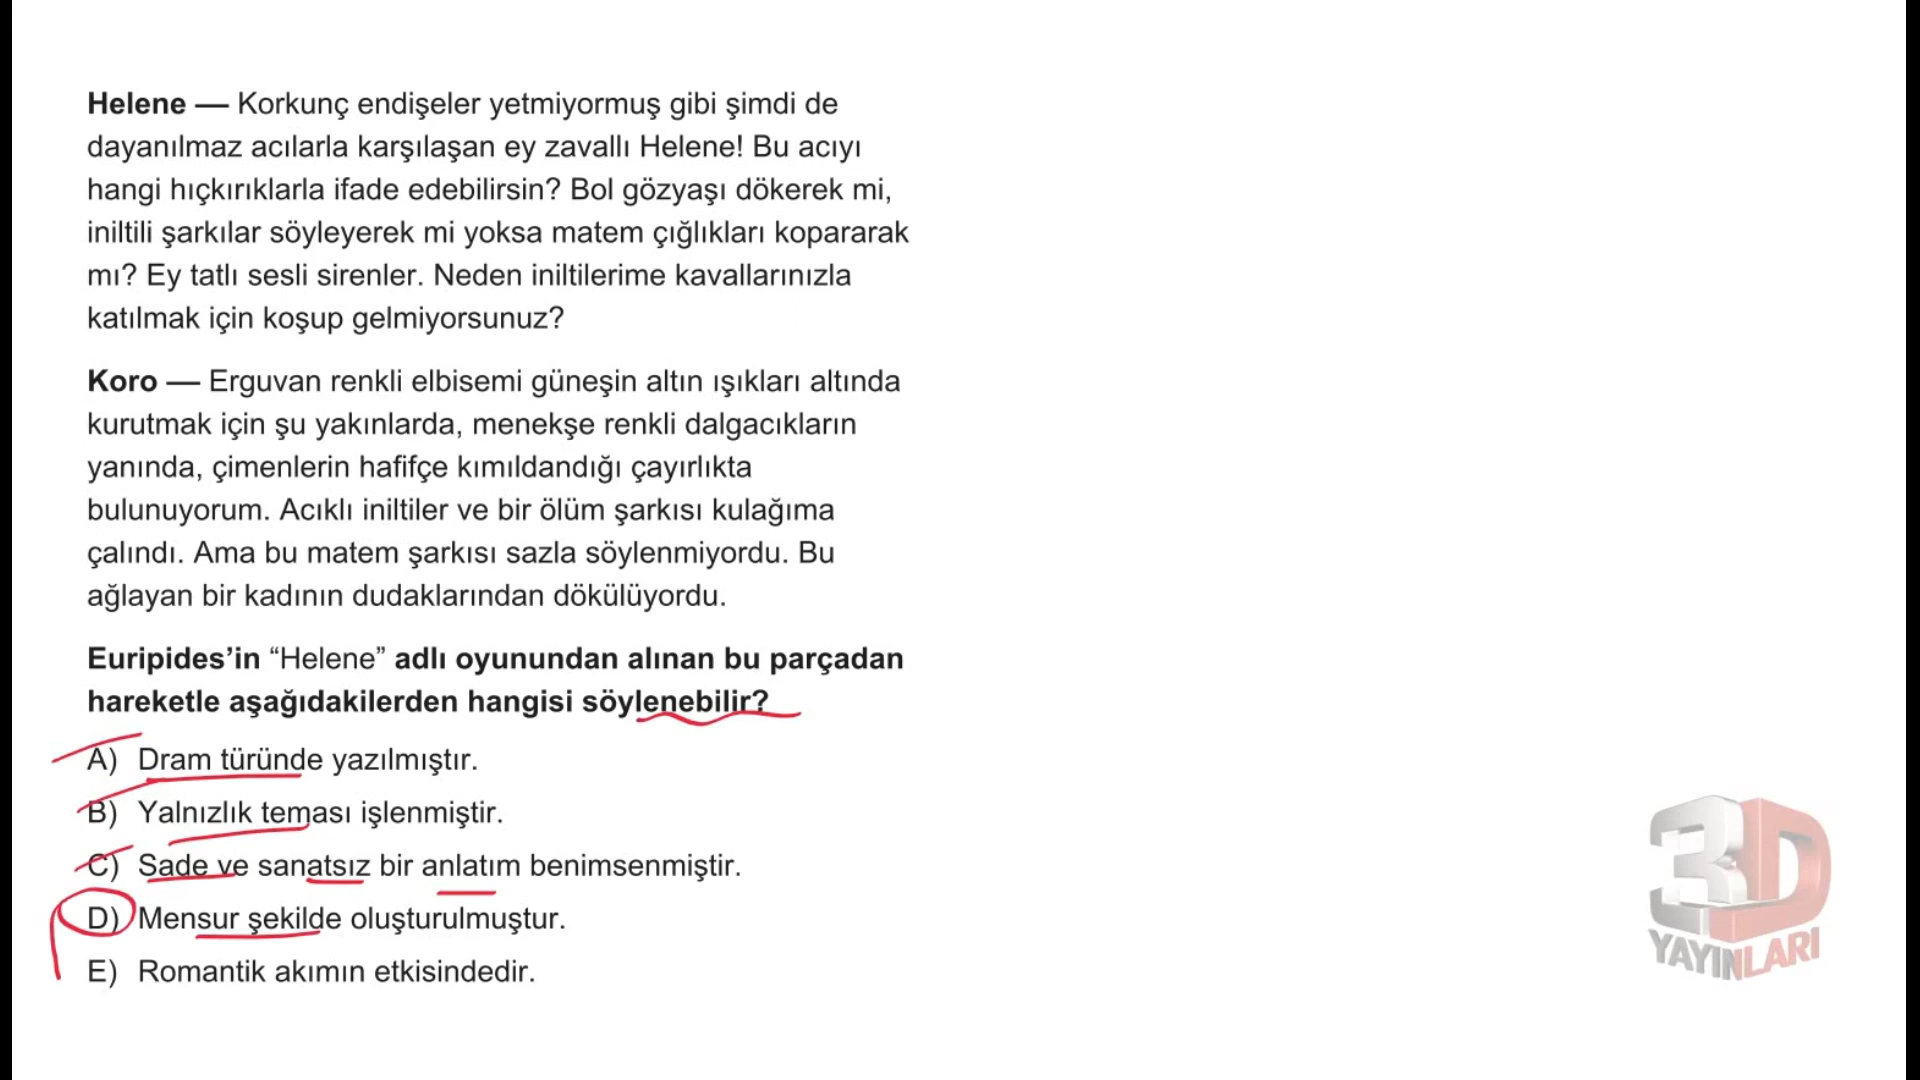 Helene — Korkunç endişeler yetmiyormuş gibi şimdi de
dayanılmaz acılarla karşılaşan ey zavallı Helene! Bu acıyı
hangi hıçkırıklarla ifade edebilirsin? Bol gözyaşı dökerek mi,
iniltili şarkılar söyleyerek mi yoksa matem çığlıkları kopararak
mı? Ey tatlı sesli sirenler. Neden iniltilerime kavallarınızla
katılmak için koşup gelmiyorsunuz?
Koro — Erguvan renkli elbisemi güneşin altın ışıkları altında
kurutmak için şu yakınlarda, menekşe renkli dalgacıkların
yanında, çimenlerin hafifçe kımıldandığı çayırlıkta
bulunuyorum. Acıklı iniltiler ve bir ölüm şarkısı kulağıma
çalındı. Ama bu matem şarkısı sazla söylenmiyordu. Bu
ağlayan bir kadının dudaklarından dökülüyordu.
Euripides’in “Helene” adlı oyunundan alınan bu parçadan
hareketle aşağıdakilerden hangisi söylenebilir?
A) Dram türünde yazılmıştır.
B) Yalnızlık teması işlenmiştir.
C) Sade ve sanatsız bir anlatım benimsenmiştir.
D) Mensur şekilde oluşturulmuştur.
E) Romantik akımın etkisindedir.
3D
YAYINLARI